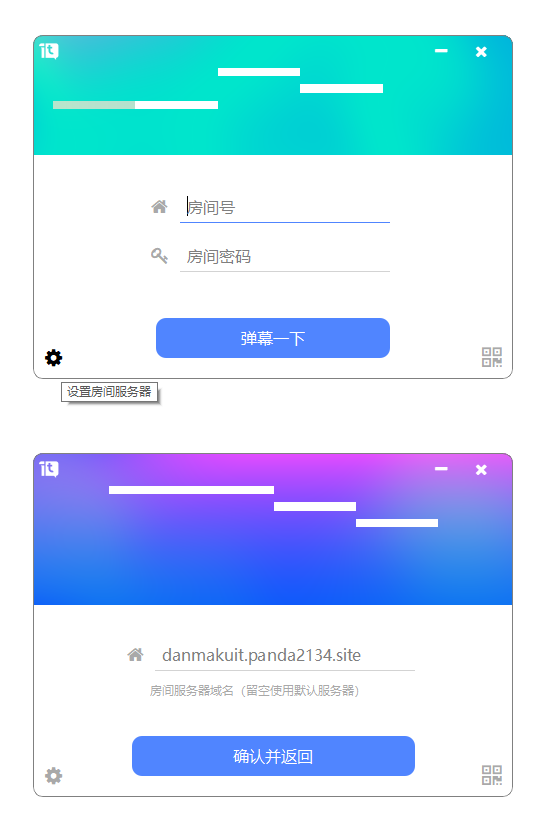 房间号
房间密码
弹幕一下
设置房间服务器
danmakuit.panda2134.site
房间服务器域名（留空使用默认服务器）
确认并返回